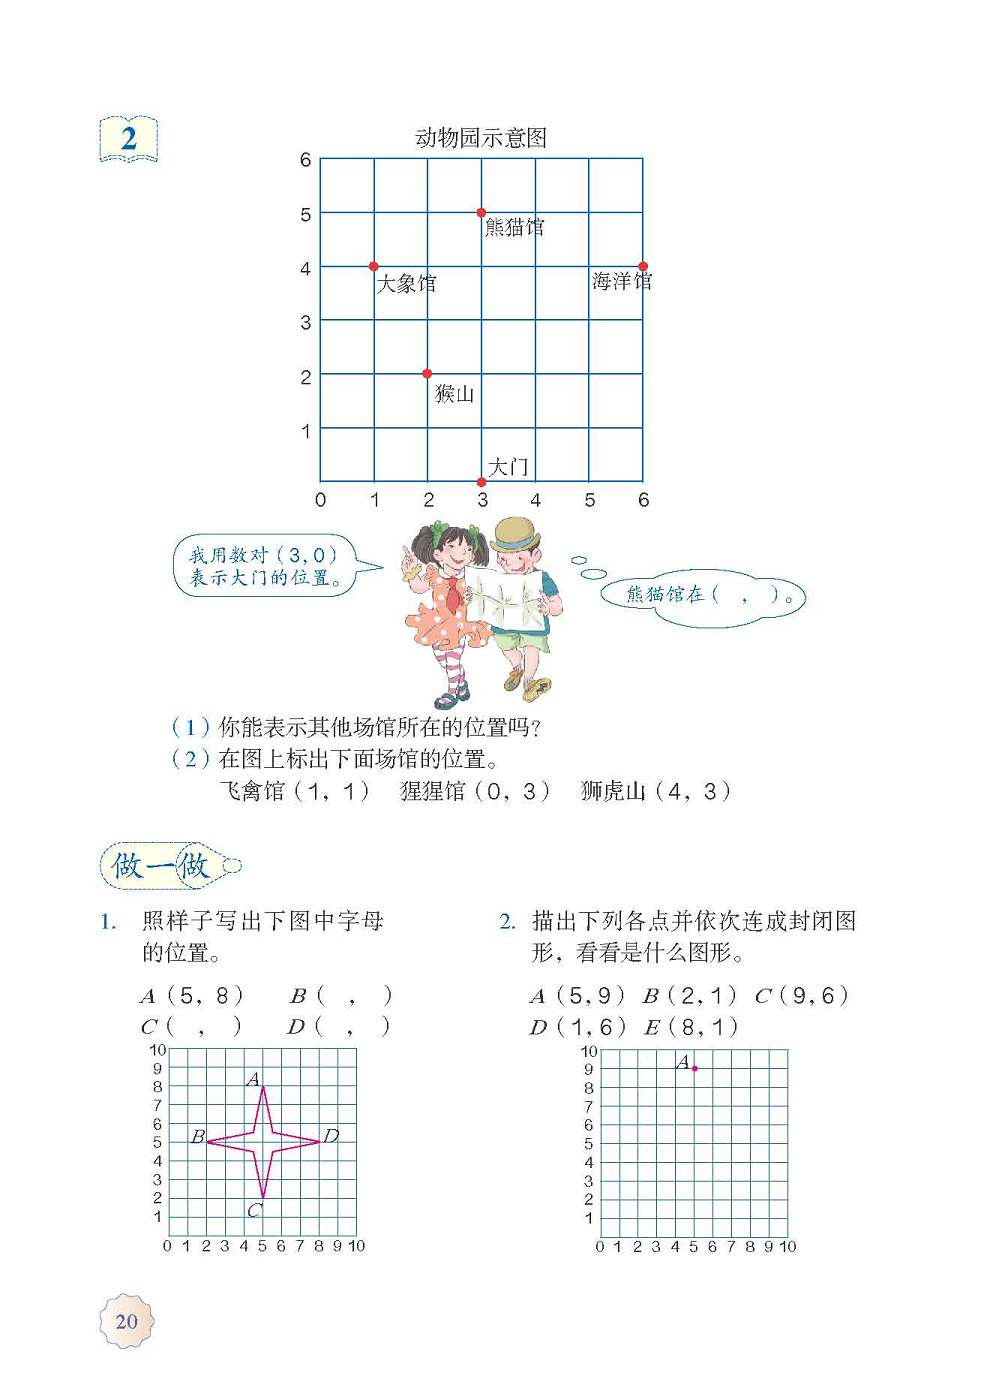 2
动物园示意图
6
5
熊猫馆
4
大象馆
海洋馆
3
2
猴山
1
大门
0 1 2 3 4 5 6
我用数对（3,0）
表示大门的位置。
熊猫馆在（ ， ）。
（1）你能表示其他场馆所在的位置吗？
（2）在图上标出下面场馆的位置。
飞禽馆（1，1） 猩猩馆（0，3） 狮虎山（4，3）
做一做
1. 照样子写出下图中字母
的位置。
A（5，8） B（ ， ）
C（ ， ） D（ ， ）
10
9
8
7
6
5
4
3
2
1
0 1 2 3 4 5 6 7 8 9 10
A
B
D
C
2. 描出下列各点并依次连成封闭图
形，看看是什么图形。
A（5,9） B（2,1） C（9,6）
D（1,6） E（8,1）
10
9
8
7
6
5
4
3
2
1
0 1 2 3 4 5 6 7 8 9 10
A
20